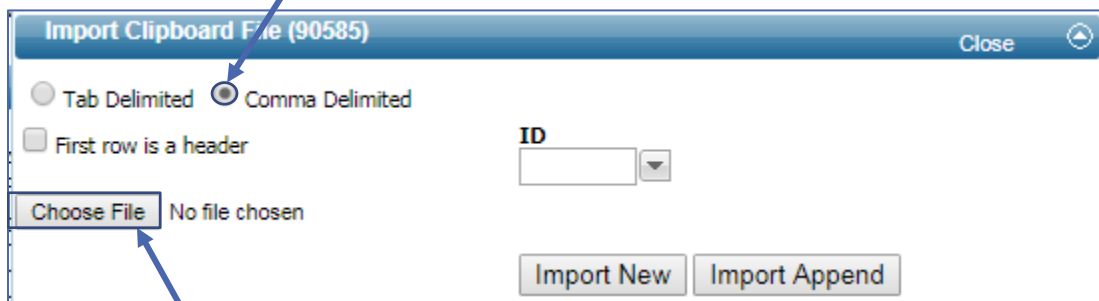 Import Clipboard File (90585) Close
Tab Delimited Comma Delimited
First row is a header
ID
Choose File No file chosen
Import New Import Append